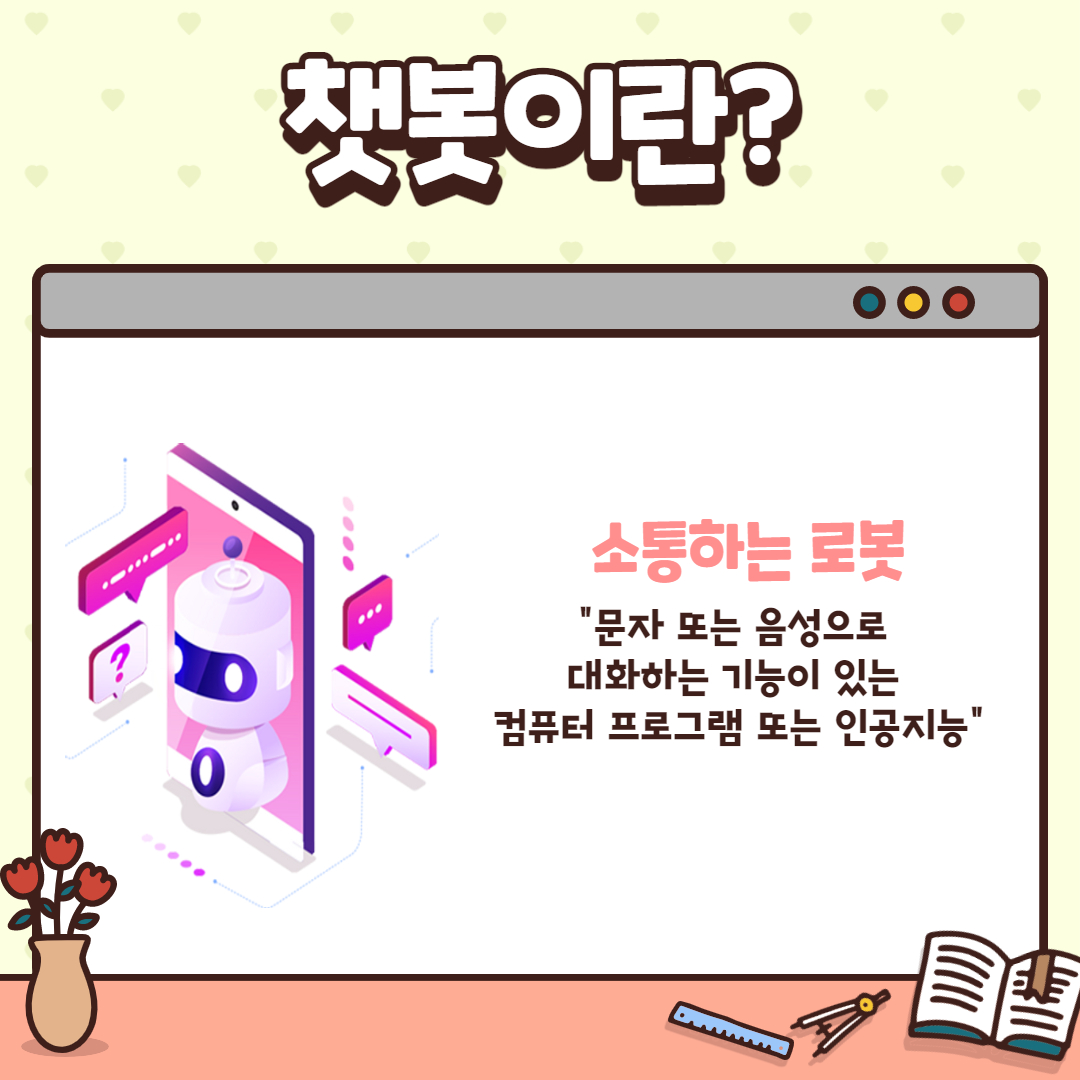 챗봇이란?
?
소통하는 로봇
"문자 또는 음성으로
대화하는 기능이 있는
컴퓨터 프로그램 또는 인공지능"